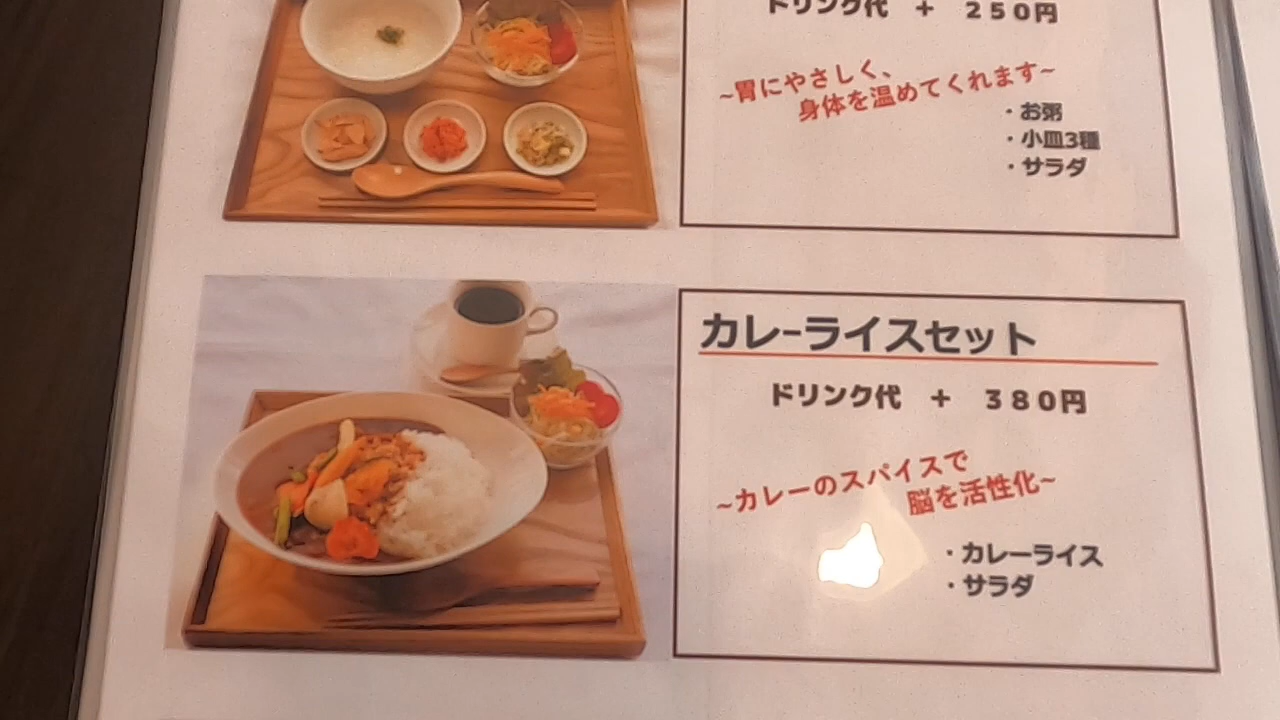 ドリンク代 + 250円
~胃にやさしく、
身体を温めてくれます~
・お粥
・小皿3種
・サラダ
カレーライスセット
ドリンク代 + 380円
~カレーのスパイスで
脳を活性化~
・カレーライス
・サラダ